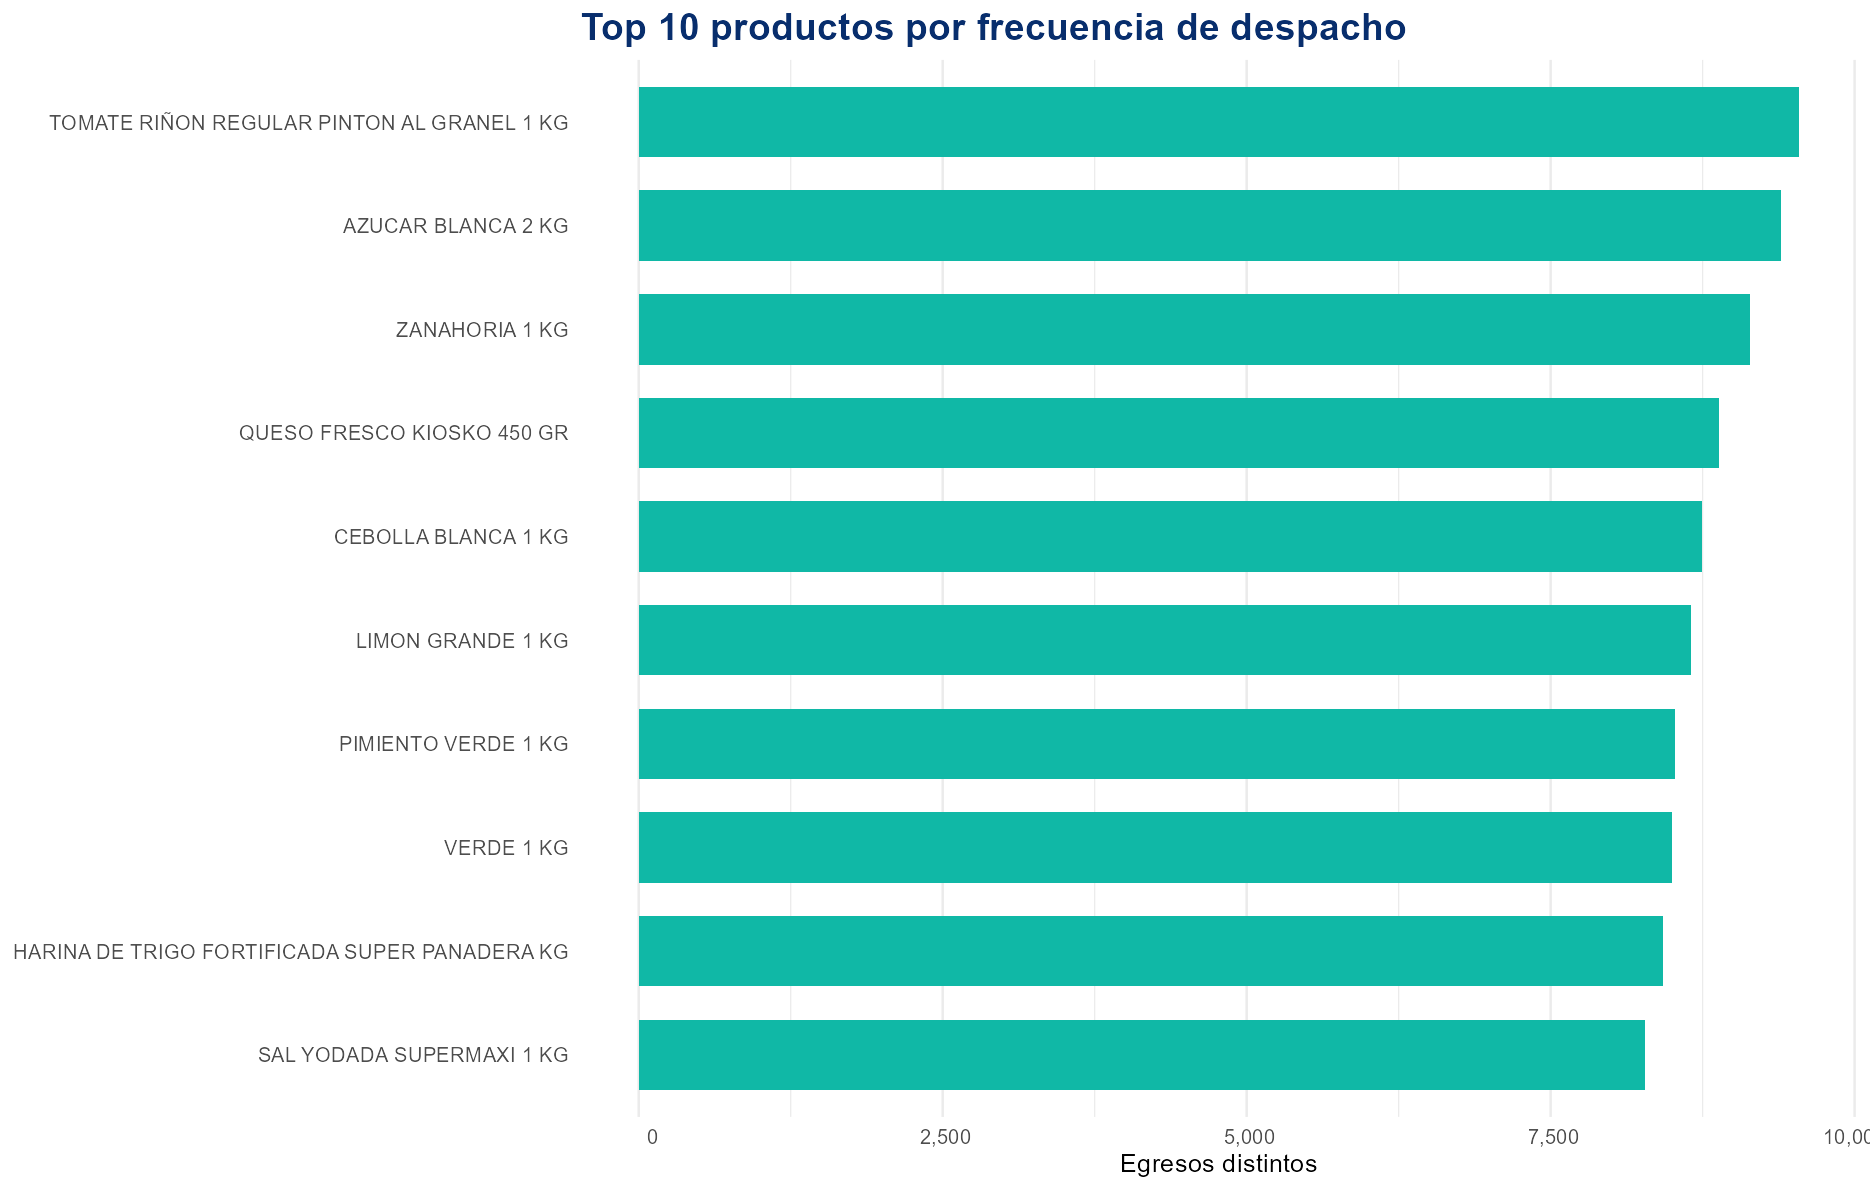 Top 10 productos por frecuencia de despacho
TOMATE RIÑON REGULAR PINTON AL GRANEL 1 KG
AZUCAR BLANCA 2 KG
ZANAHORIA 1 KG
QUESO FRESCO KIOSKO 450 GR
CEBOLLA BLANCA 1 KG
LIMON GRANDE 1 KG
PIMIENTO VERDE 1 KG
VERDE 1 KG
HARINA DE TRIGO FORTIFICADA SUPER PANADERA KG
SAL YODADA SUPERMAXI 1 KG
0 2,500 5,000 7,500 10,00
Egresos distintos